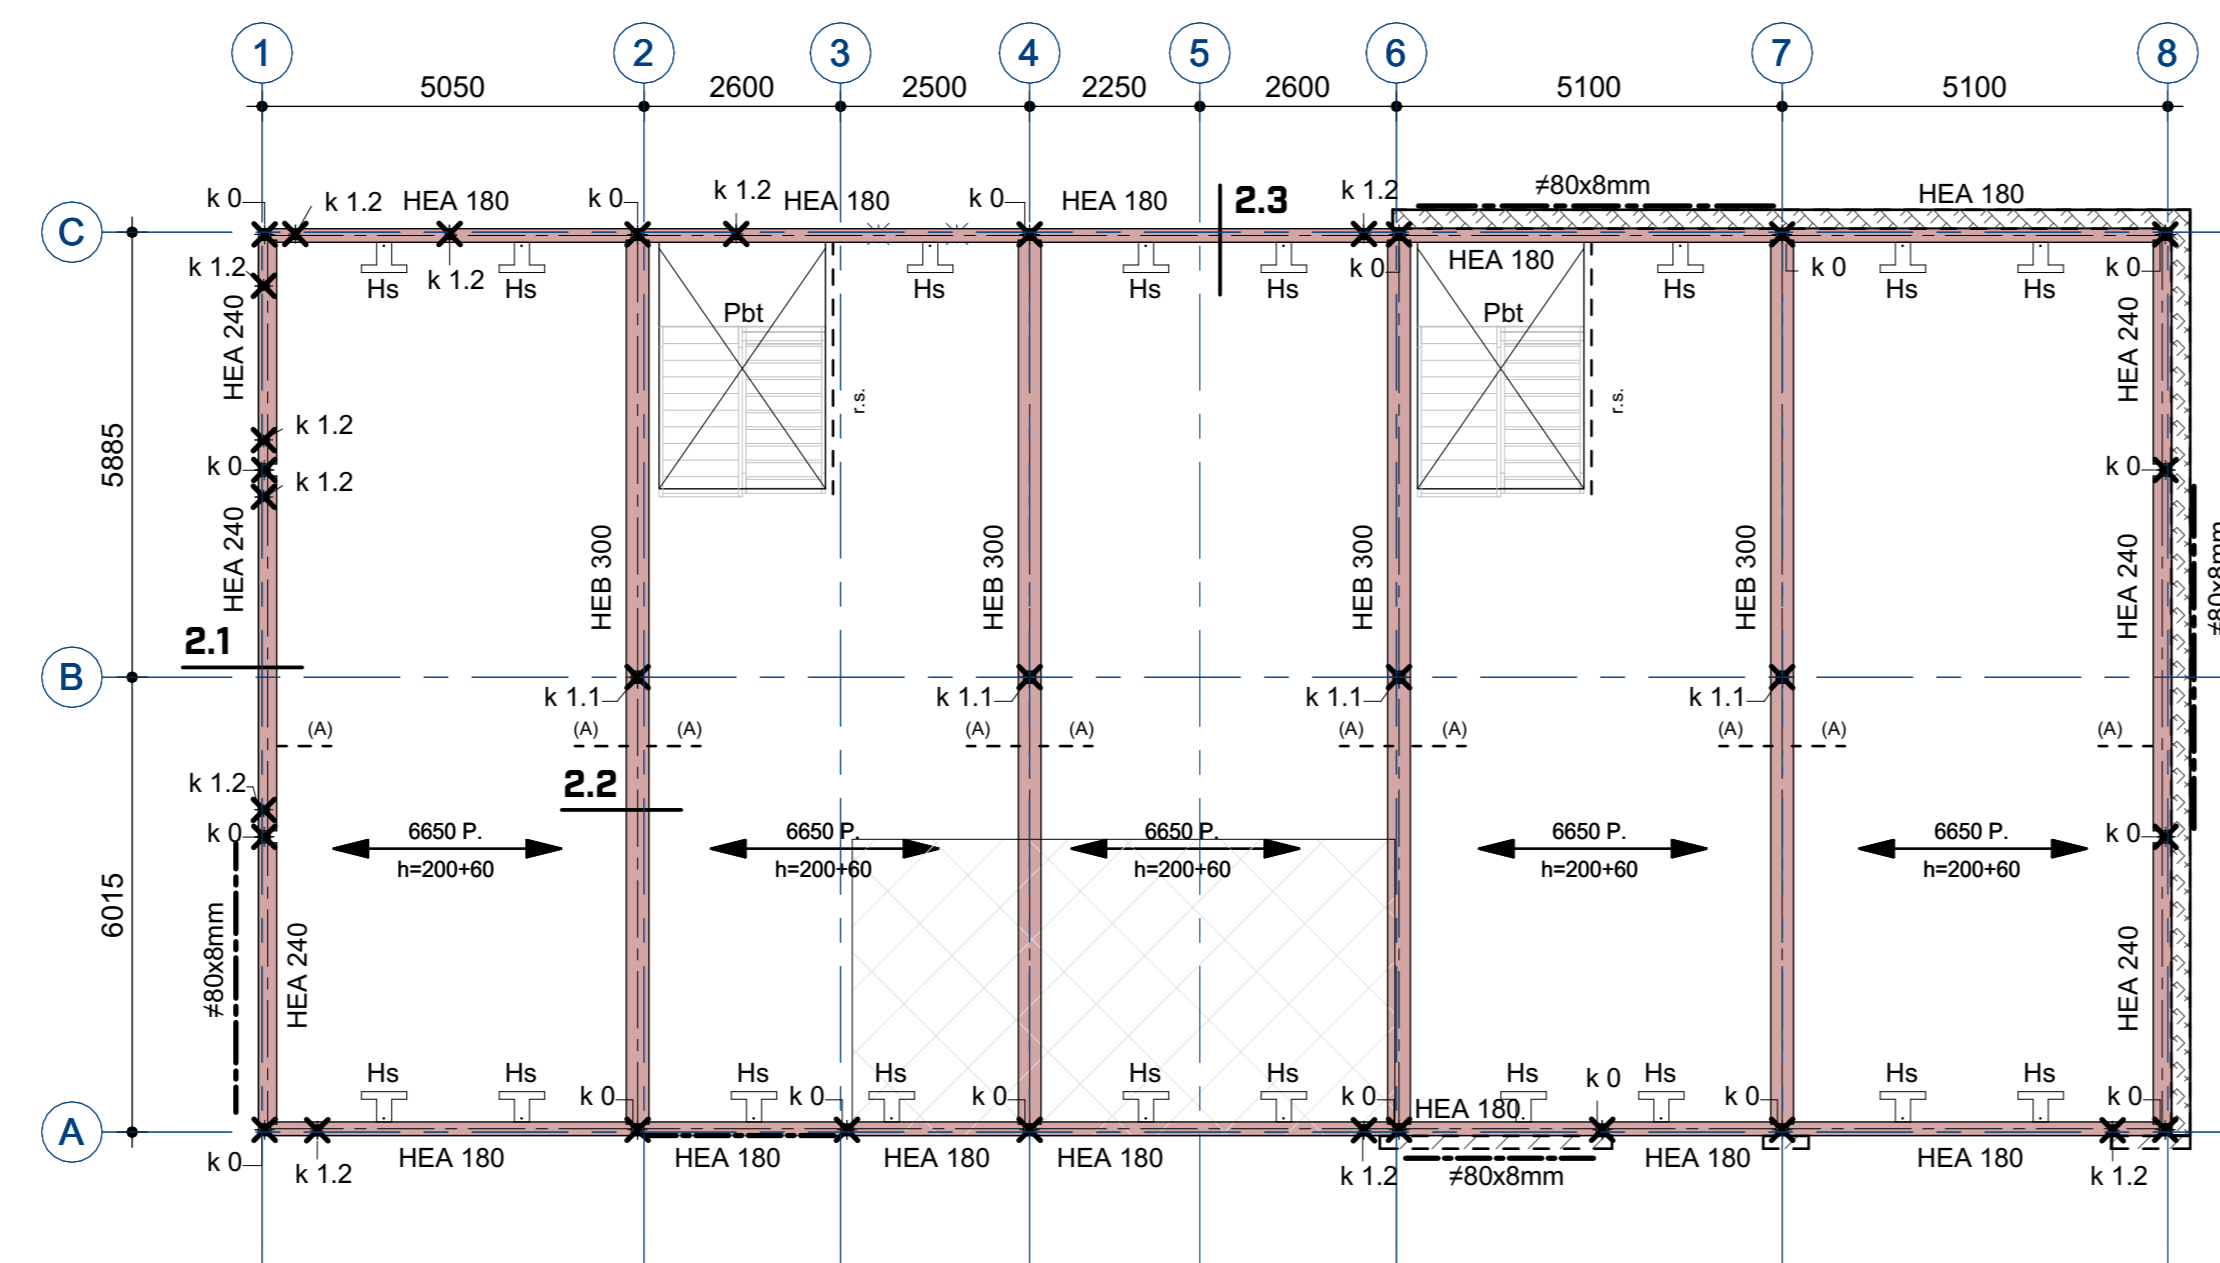 1 2 3 4 5 6 7 8
5050 2600 2500 2250 2600 5100 5100
k 0 k 1.2 HEA 180 k 0 k 1.2 HEA 180 k 0 HEA 180 2.3 k 1.2 ≠80x8mm HEA 180
C
k 1.2 Hs k 1.2 Hs Hs Hs Hs k 0 HEA 180 Hs k 0 Hs Hs k 0
Pbt Pbt
HEA 240 HEA 240
r.s. r.s.
k 1.2
5885
k 0 k 0
k 1.2
HEA 240 HEB 300 HEB 300 HEB 300 HEB 300 HEA 240 ≠80x8mm
2.1
B
k 1.1 k 1.1 k 1.1 k 1.1
(A) (A) (A) (A) (A) (A) (A) (A) (A) (A)
k 1.2 2.2
k 0 6650 P. 6650 P. 6650 P. 6650 P. 6650 P. k 0
h=200+60 h=200+60 h=200+60 h=200+60 h=200+60
6015
≠80x8mm HEA 240 HEA 240
Hs Hs Hs Hs Hs Hs Hs Hs Hs Hs
k 0 k 0 k 0 k 0 k 0 k 0 k 0
HEA 180
A
k 0 HEA 180 HEA 180 HEA 180 HEA 180 HEA 180 HEA 180
k 1.2 k 1.2 ≠80x8mm k 1.2